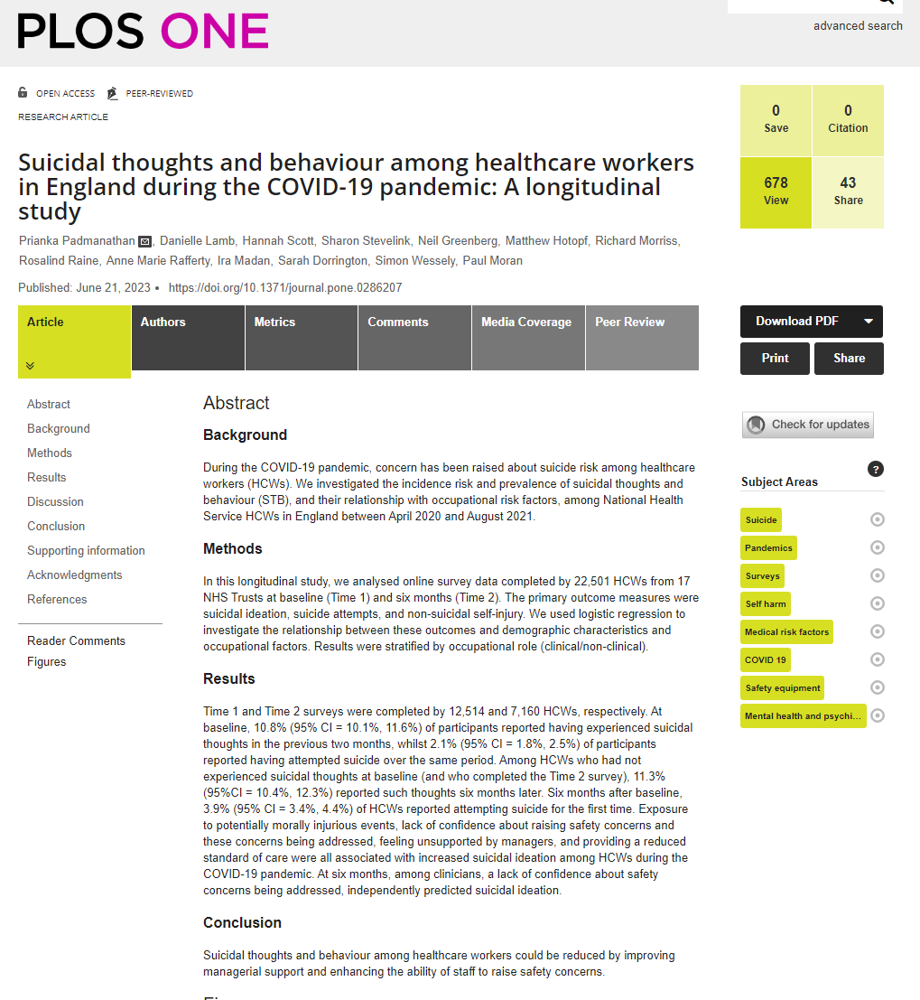 PLOS ONE
advanced search
OPEN ACCESS
PEER-REVIEWED
RESEARCH ARTICLE
Suicidal thoughts and behaviour among healthcare workers
in England during the COVID-19 pandemic: A longitudinal
study
Prianka Padmanathan, Danielle Lamb, Hannah Scott, Sharon Stevelink, Neil Greenberg, Matthew Hotopf, Richard Morriss,
Rosalind Raine, Anne Marie Rafferty, Ira Madan, Sarah Dorrington, Simon Wessely, Paul Moran
Published: June 21, 2023 • https://doi.org/10.1371/journal.pone.0286207
0
Save
0
Citation
678
View
43
Share
Article
Authors
Metrics
Comments
Media Coverage
Peer Review
Download PDF
Print
Share
Check for updates
Abstract
Background
Methods
Results
Discussion
Conclusion
Supporting information
Acknowledgments
References
Reader Comments
Figures
Abstract
Background
During the COVID-19 pandemic, concern has been raised about suicide risk among healthcare
workers (HCWs). We investigated the incidence risk and prevalence of suicidal thoughts and
behaviour (STB), and their relationship with occupational risk factors, among National Health
Service HCWs in England between April 2020 and August 2021.
Methods
In this longitudinal study, we analysed online survey data completed by 22,501 HCWs from 17
NHS Trusts at baseline (Time 1) and six months (Time 2). The primary outcome measures were
suicidal ideation, suicide attempts, and non-suicidal self-injury. We used logistic regression to
investigate the relationship between these outcomes and demographic characteristics and
occupational factors. Results were stratified by occupational role (clinical/non-clinical).
Results
Time 1 and Time 2 surveys were completed by 12,514 and 7,160 HCWs, respectively. At
baseline, 10.8% (95% CI = 10.1%, 11.6%) of participants reported having experienced suicidal
thoughts in the previous two months, whilst 2.1% (95% CI = 1.8%, 2.5%) of participants
reported having attempted suicide over the same period. Among HCWs who had not
experienced suicidal thoughts at baseline (and who completed the Time 2 survey), 11.3%
(95%CI = 10.4%, 12.3%) reported such thoughts six months later. Six months after baseline,
3.9% (95% CI = 3.4%, 4.4%) of HCWs reported attempting suicide for the first time. Exposure
to potentially morally injurious events, lack of confidence about raising safety concerns and
these concerns being addressed, feeling unsupported by managers, and providing a reduced
standard of care were all associated with increased suicidal ideation among HCWs during the
COVID-19 pandemic. At six months, among clinicians, a lack of confidence about safety
concerns being addressed, independently predicted suicidal ideation.
Conclusion
Suicidal thoughts and behaviour among healthcare workers could be reduced by improving
managerial support and enhancing the ability of staff to raise safety concerns.
?
Subject Areas
Suicide
Pandemics
Surveys
Self harm
Medical risk factors
COVID 19
Safety equipment
Mental health and psychi...